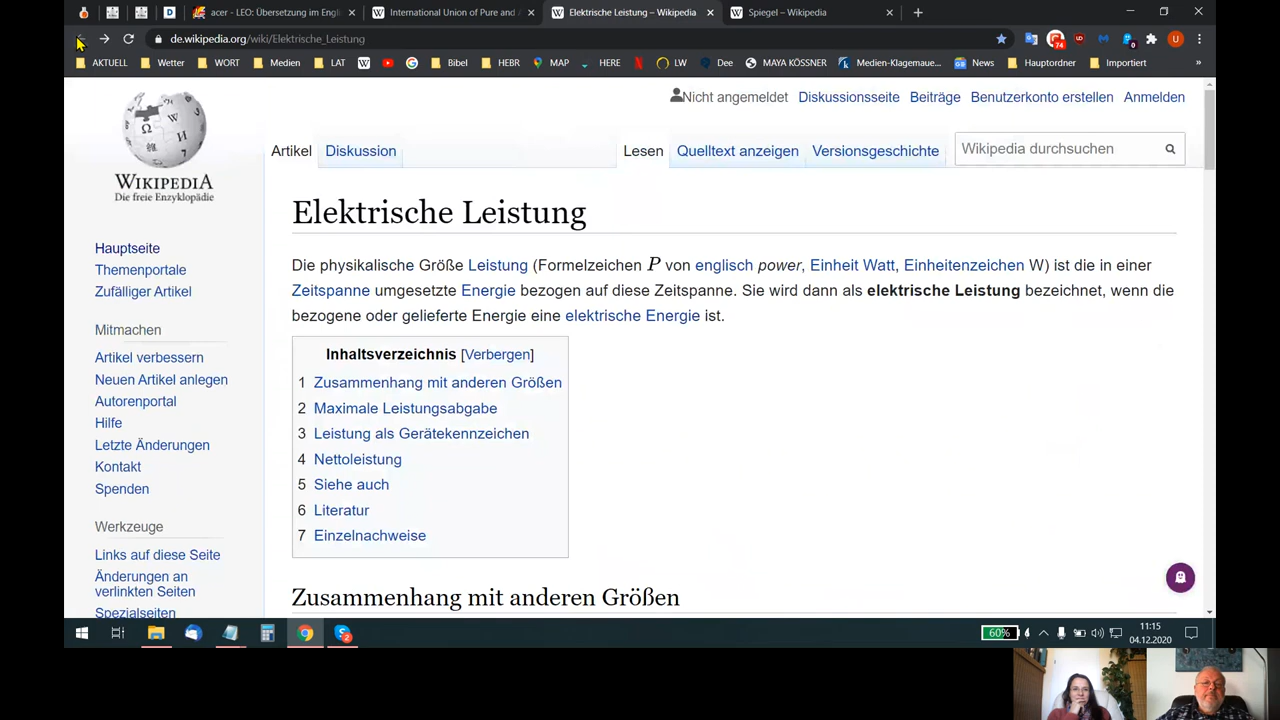 acer - LEO: Übersetzung im Engl
International Union of Pure and A
Elektrische Leistung – Wikipedia
Spiegel – Wikipedia
de.wikipedia.org/wiki/Elektrische_Leistung
74
0
U
AKTUELL
Wetter
WORT
Medien
LAT
Bibel
HEBR
MAP
HERE
LW
Dee
MAYA KÖSSNER
Medien-Klagemaue...
News
Hauptordner
Importiert
»
Nicht angemeldet Diskussionsseite Beiträge Benutzerkonto erstellen Anmelden
WIKIPEDIA
Die freie Enzyklopädie
Artikel Diskussion Lesen Quelltext anzeigen Versionsgeschichte Wikipedia durchsuchen
Hauptseite
Themenportale
Zufälliger Artikel
Mitmachen
Artikel verbessern
Neuen Artikel anlegen
Autorenportal
Hilfe
Letzte Änderungen
Kontakt
Spenden
Werkzeuge
Links auf diese Seite
Änderungen an
verlinkten Seiten
Spezialseiten
Elektrische Leistung
Die physikalische Größe Leistung (Formelzeichen P von englisch power, Einheit Watt, Einheitenzeichen W) ist die in einer
Zeitspanne umgesetzte Energie bezogen auf diese Zeitspanne. Sie wird dann als elektrische Leistung bezeichnet, wenn die
bezogene oder gelieferte Energie eine elektrische Energie ist.
Inhaltsverzeichnis [Verbergen]
1 Zusammenhang mit anderen Größen
2 Maximale Leistungsabgabe
3 Leistung als Gerätekennzeichen
4 Nettoleistung
5 Siehe auch
6 Literatur
7 Einzelnachweise
Zusammenhang mit anderen Größen
2
60%
11:15
04.12.2020